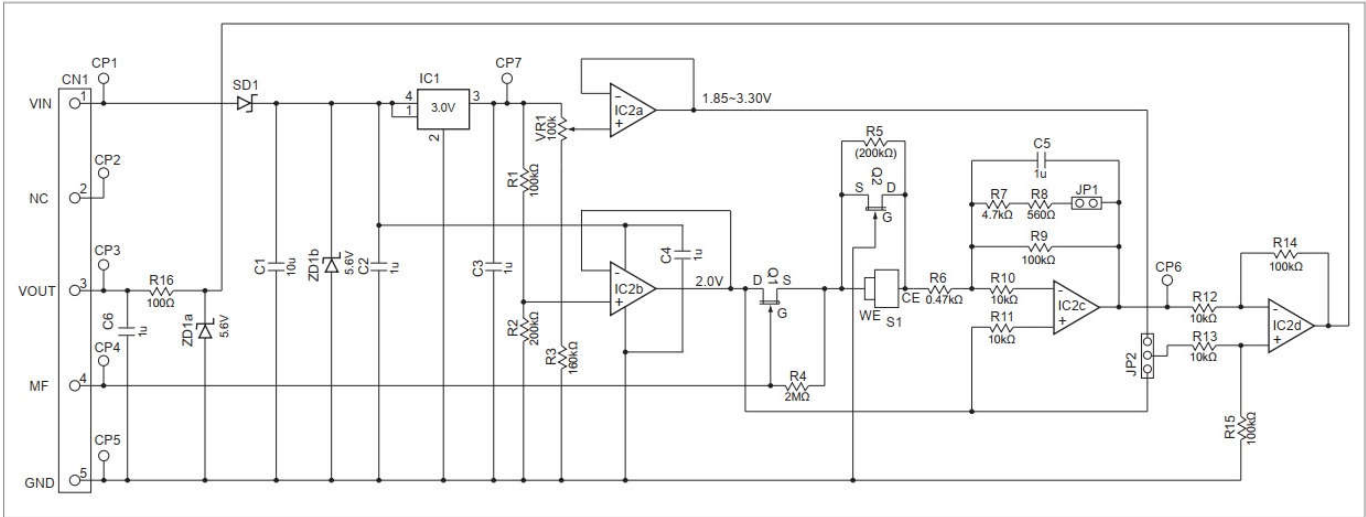 CN1
CP1
VIN
1
SD1
CP2
NC
2
CP3
VOUT
3
R16
100Ω
C6
1u
ZD1a
5.6V
CP4
MF
4
CP5
GND
5
C1
10u
ZD1b
5.6V
C2
1u
IC1
4
1
3.0V
3
2
CP7
C3
1u
VR1
100k
R1
100kΩ
R2
200kΩ
R3
160kΩ
−
IC2a
+
1.85~3.30V
−
IC2b
+
C4
1u
2.0V
Q1
D
S
G
R4
2MΩ
R5
(200kΩ)
Q2
S
D
G
WE
CE
S1
R6
0.47kΩ
C5
1u
R7
4.7kΩ
R8
560Ω
JP1
R9
100kΩ
R10
10kΩ
R11
10kΩ
−
IC2c
+
CP6
R12
10kΩ
R13
10kΩ
JP2
R14
100kΩ
−
IC2d
+
R15
100kΩ